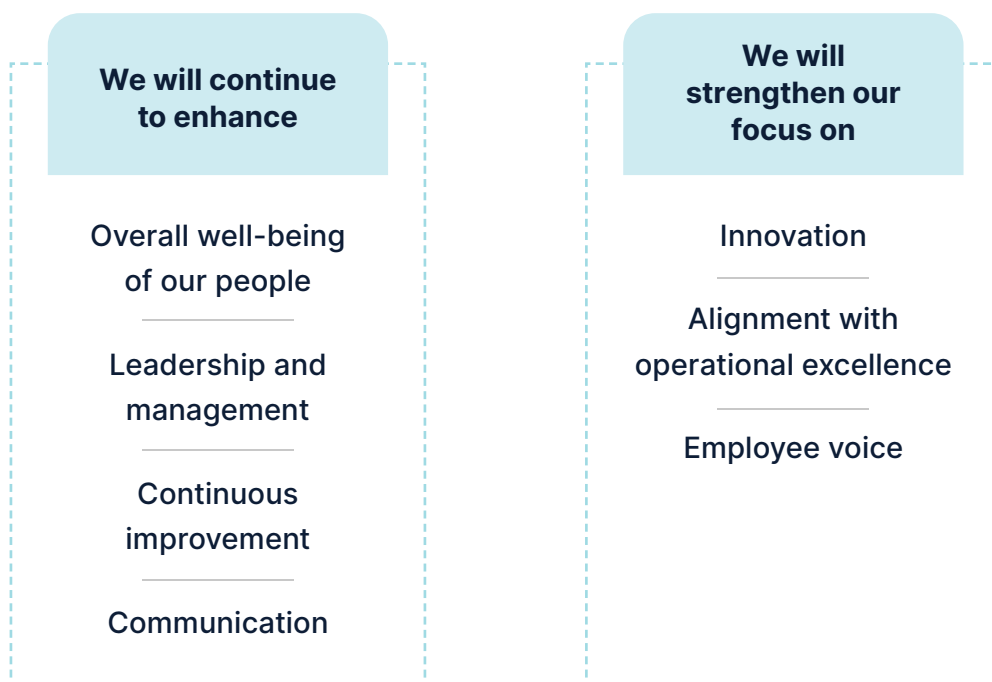 We will continue
to enhance
Overall well-being
of our people
Leadership and
management
Continuous
improvement
Communication
We will
strengthen our
focus on
Innovation
Alignment with
operational excellence
Employee voice